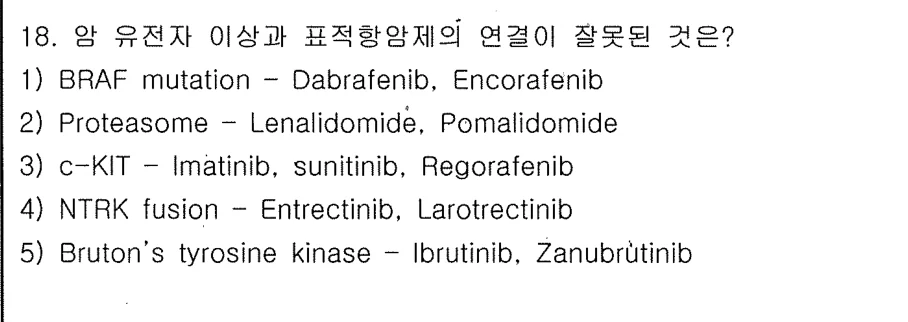 18. 암 유전자 이상과 표적항암제의 연결이 잘못된 것은?
1) BRAF mutation - Dabrafenib, Encorafenib
2) Proteasome - Lenalidomide, Pomalidomide
3) c-KIT - Imatinib, sunitinib, Regorafenib
4) NTRK fusion - Entrectinib, Larotrectinib
5) Bruton's tyrosine kinase - Ibrutinib, Zanubrutinib